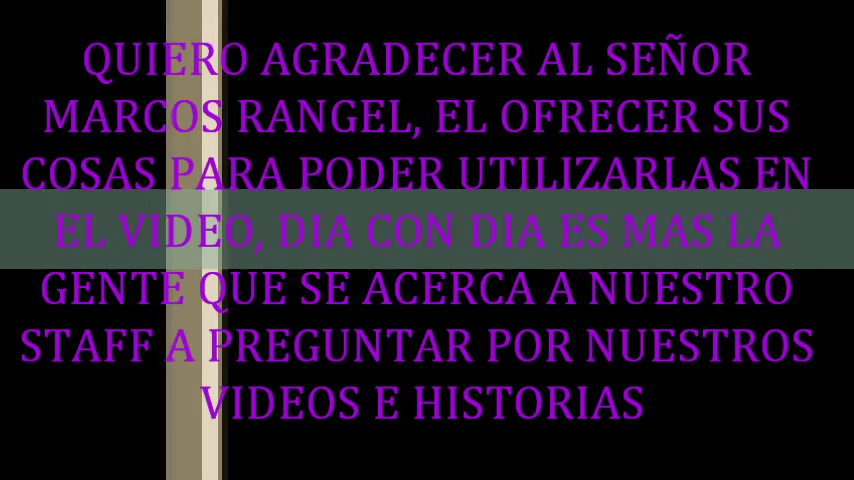 QUIERO AGRADECER AL SEÑOR
MARCOS RANGEL, EL OFRECER SUS
COSAS PARA PODER UTILIZARLAS EN
EL VIDEO, DIA CON DIA ES MAS LA
GENTE QUE SE ACERCA A NUESTRO
STAFF A PREGUNTAR POR NUESTROS
VIDEOS E HISTORIAS